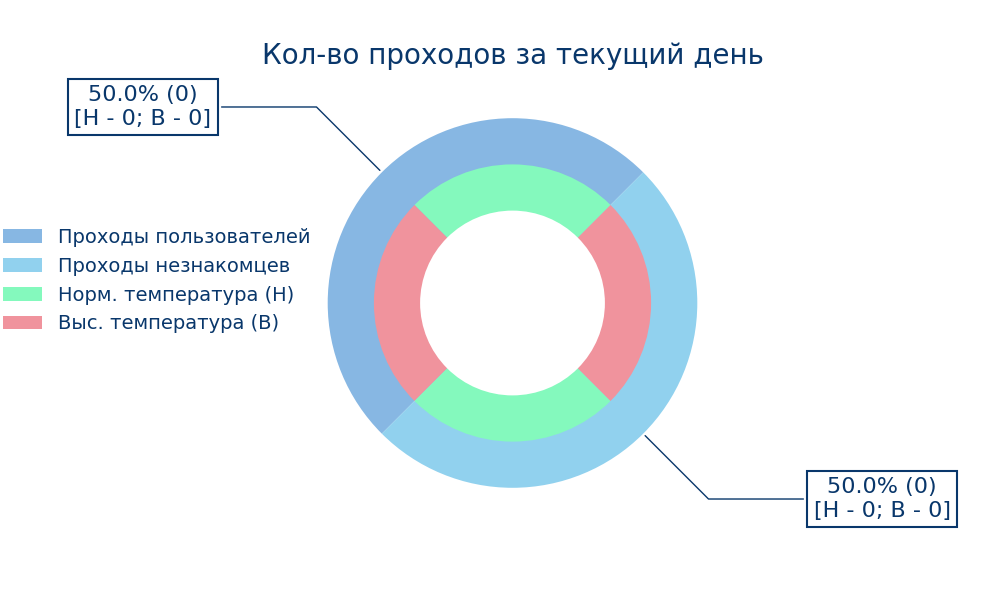 Кол-во проходов за текущий день
50.0% (0)
[Н - 0; В - 0]
Проходы пользователей
Проходы незнакомцев
Норм. температура (Н)
Выс. температура (В)
50.0% (0)
[Н - 0; В - 0]